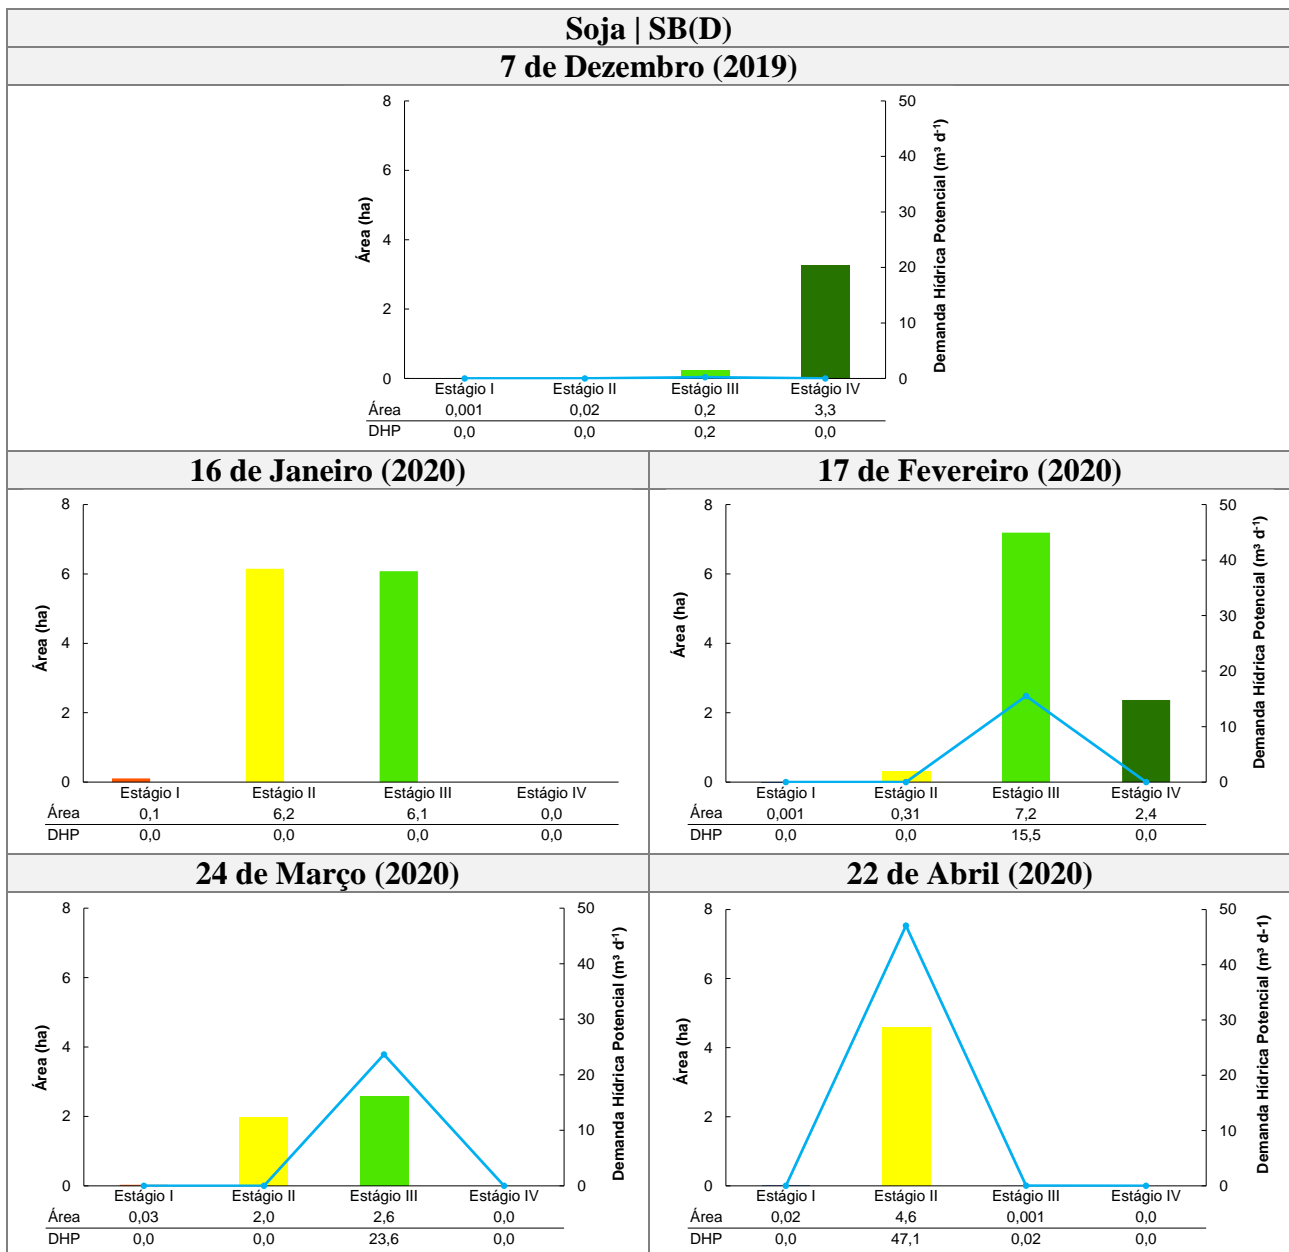 Soja | SB(D)
7 de Dezembro (2019)
8
6
4
2
0
Área (ha)
50
40
30
20
10
0
Demanda Hídrica Potencial (m³ d⁻¹)
Estágio I Estágio II Estágio III Estágio IV
Área 0,001 0,02 0,2 3,3
DHP 0,0 0,0 0,2 0,0
16 de Janeiro (2020)
8
6
4
2
0
Área (ha)
Estágio I Estágio II Estágio III Estágio IV
Área 0,1 6,2 6,1 0,0
DHP 0,0 0,0 0,0 0,0
17 de Fevereiro (2020)
8
6
4
2
0
Área (ha)
50
40
30
20
10
0
Demanda Hídrica Potencial (m³ d⁻¹)
Estágio I Estágio II Estágio III Estágio IV
Área 0,001 0,31 7,2 2,4
DHP 0,0 0,0 15,5 0,0
24 de Março (2020)
8
6
4
2
0
Área (ha)
50
40
30
20
10
0
Demanda Hídrica Potencial (m³ d⁻¹)
Estágio I Estágio II Estágio III Estágio IV
Área 0,03 2,0 2,6 0,0
DHP 0,0 0,0 23,6 0,0
22 de Abril (2020)
8
6
4
2
0
Área (ha)
50
40
30
20
10
0
Demanda Hídrica Potencial (m³ d-1)
Estágio I Estágio II Estágio III Estágio IV
Área 0,02 4,6 0,001 0,0
DHP 0,0 47,1 0,02 0,0